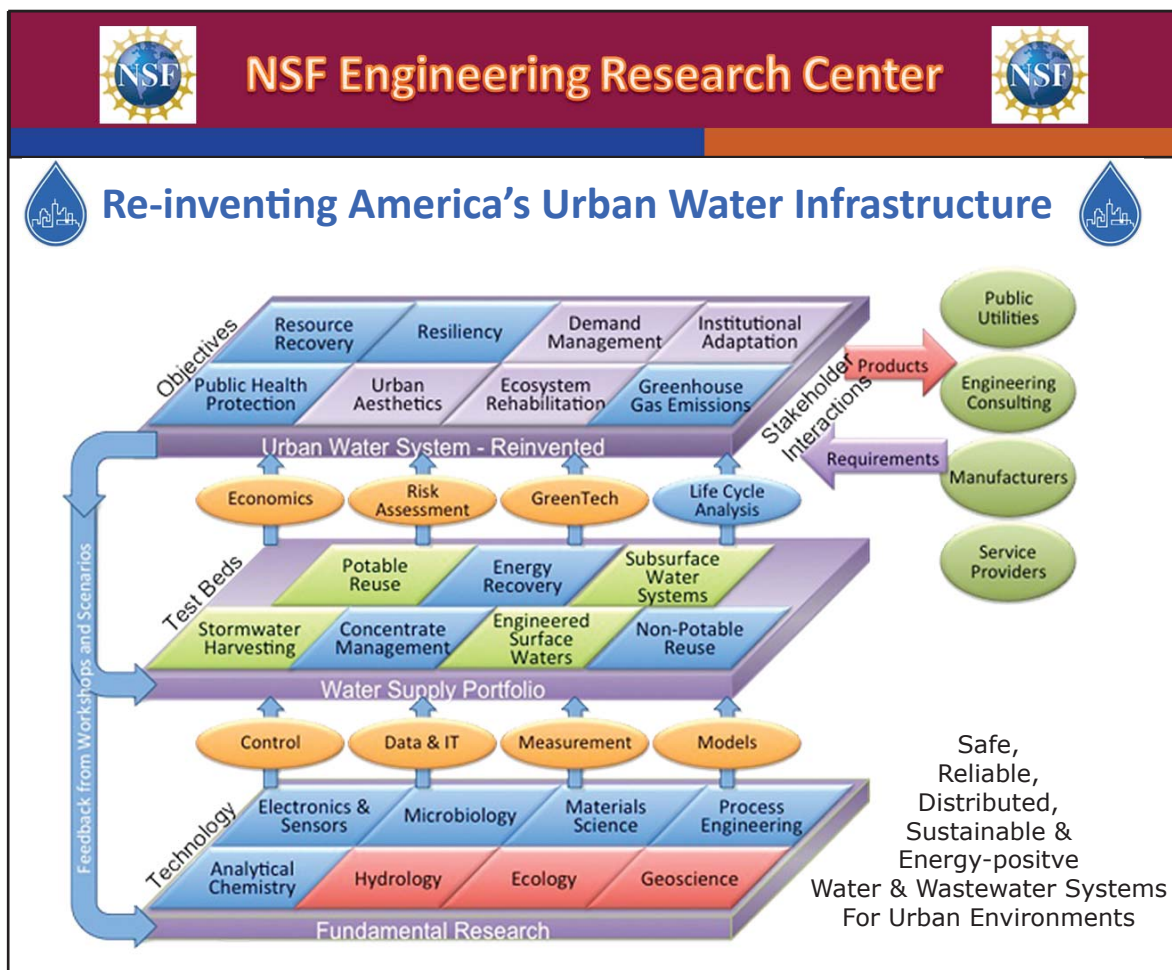 NSF
NSF Engineering Research Center
NSF
Re-inventing America's Urban Water Infrastructure
Objectives
Resource
Recovery
Resiliency
Demand
Management
Institutional
Adaptation
Public Health
Protection
Urban
Aesthetics
Ecosystem
Rehabilitation
Greenhouse
Gas Emissions
Urban Water System - Reinvented
Stakeholder
Interactions
Products
Requirements
Public
Utilities
Engineering
Consulting
Manufacturers
Service
Providers
Economics
Risk
Assessment
GreenTech
Life Cycle
Analysis
Test Beds
Potable
Reuse
Energy
Recovery
Subsurface
Water
Systems
Stormwater
Harvesting
Concentrate
Management
Engineered
Surface
Waters
Non-Potable
Reuse
Water Supply Portfolio
Feedback from Workshops and Scenarios
Control
Data & IT
Measurement
Models
Technology
Electronics &
Sensors
Microbiology
Materials
Science
Process
Engineering
Analytical
Chemistry
Hydrology
Ecology
Geoscience
Fundamental Research
Safe,
Reliable,
Distributed,
Sustainable &
Energy-positve
Water & Wastewater Systems
For Urban Environments